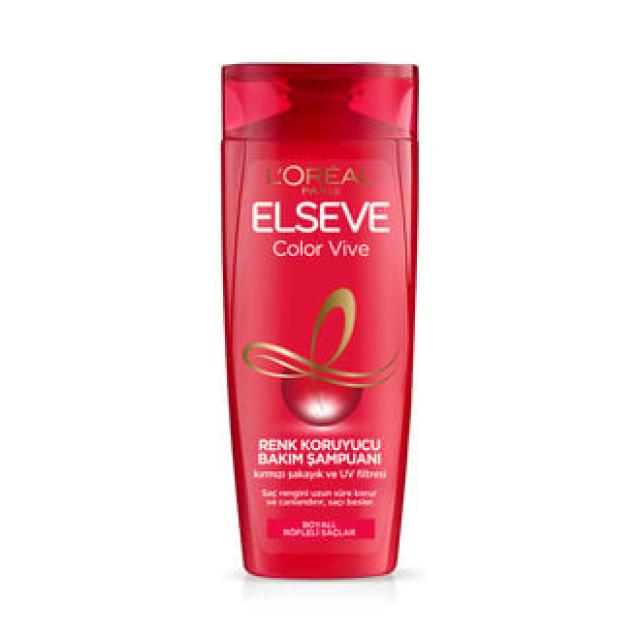 L'ORÉAL
PARIS
ELSEVE
Color Vive
RENK KORUYUCU
BAKIM ŞAMPUANI
kırmızı şakayık ve UV filtresi
Saç rengini uzun süre korur
ve canlandırır, saçı besler.
BOYALI,
RÖFLELİ SAÇLAR